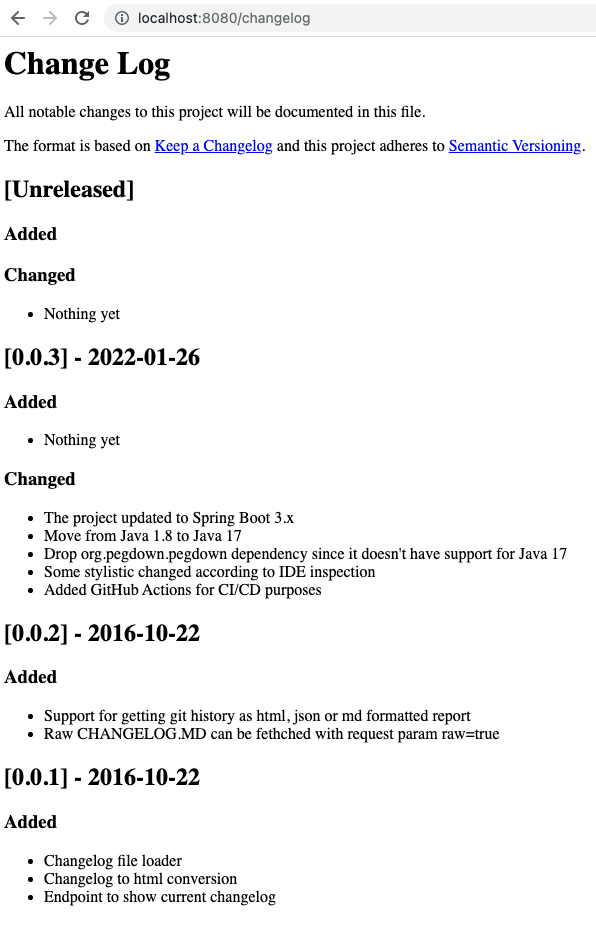 localhost:8080/changelog
Change Log
All notable changes to this project will be documented in this file.
The format is based on Keep a Changelog and this project adheres to Semantic Versioning.
[Unreleased]
Added
Changed
• Nothing yet
[0.0.3] - 2022-01-26
Added
• Nothing yet
Changed
• The project updated to Spring Boot 3.x
• Move from Java 1.8 to Java 17
• Drop org.pegdown.pegdown dependency since it doesn't have support for Java 17
• Some stylistic changed according to IDE inspection
• Added GitHub Actions for CI/CD purposes
[0.0.2] - 2016-10-22
Added
• Support for getting git history as html, json or md formatted report
• Raw CHANGELOG.MD can be fethched with request param raw=true
[0.0.1] - 2016-10-22
Added
• Changelog file loader
• Changelog to html conversion
• Endpoint to show current changelog